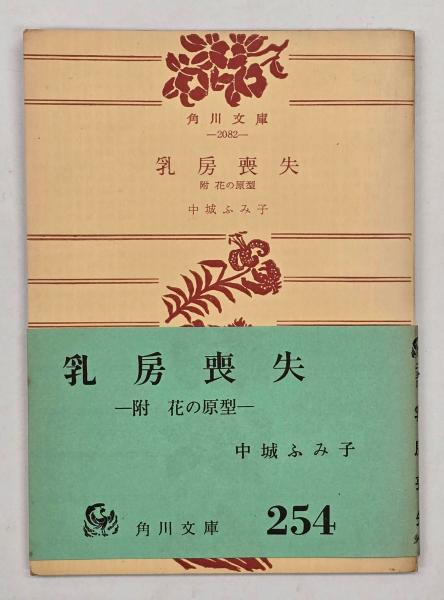 角川文庫
—2082—
乳房喪失
附 花の原型
中城ふみ子
乳房喪失
—附 花の原型—
中城ふみ子
角川文庫 254